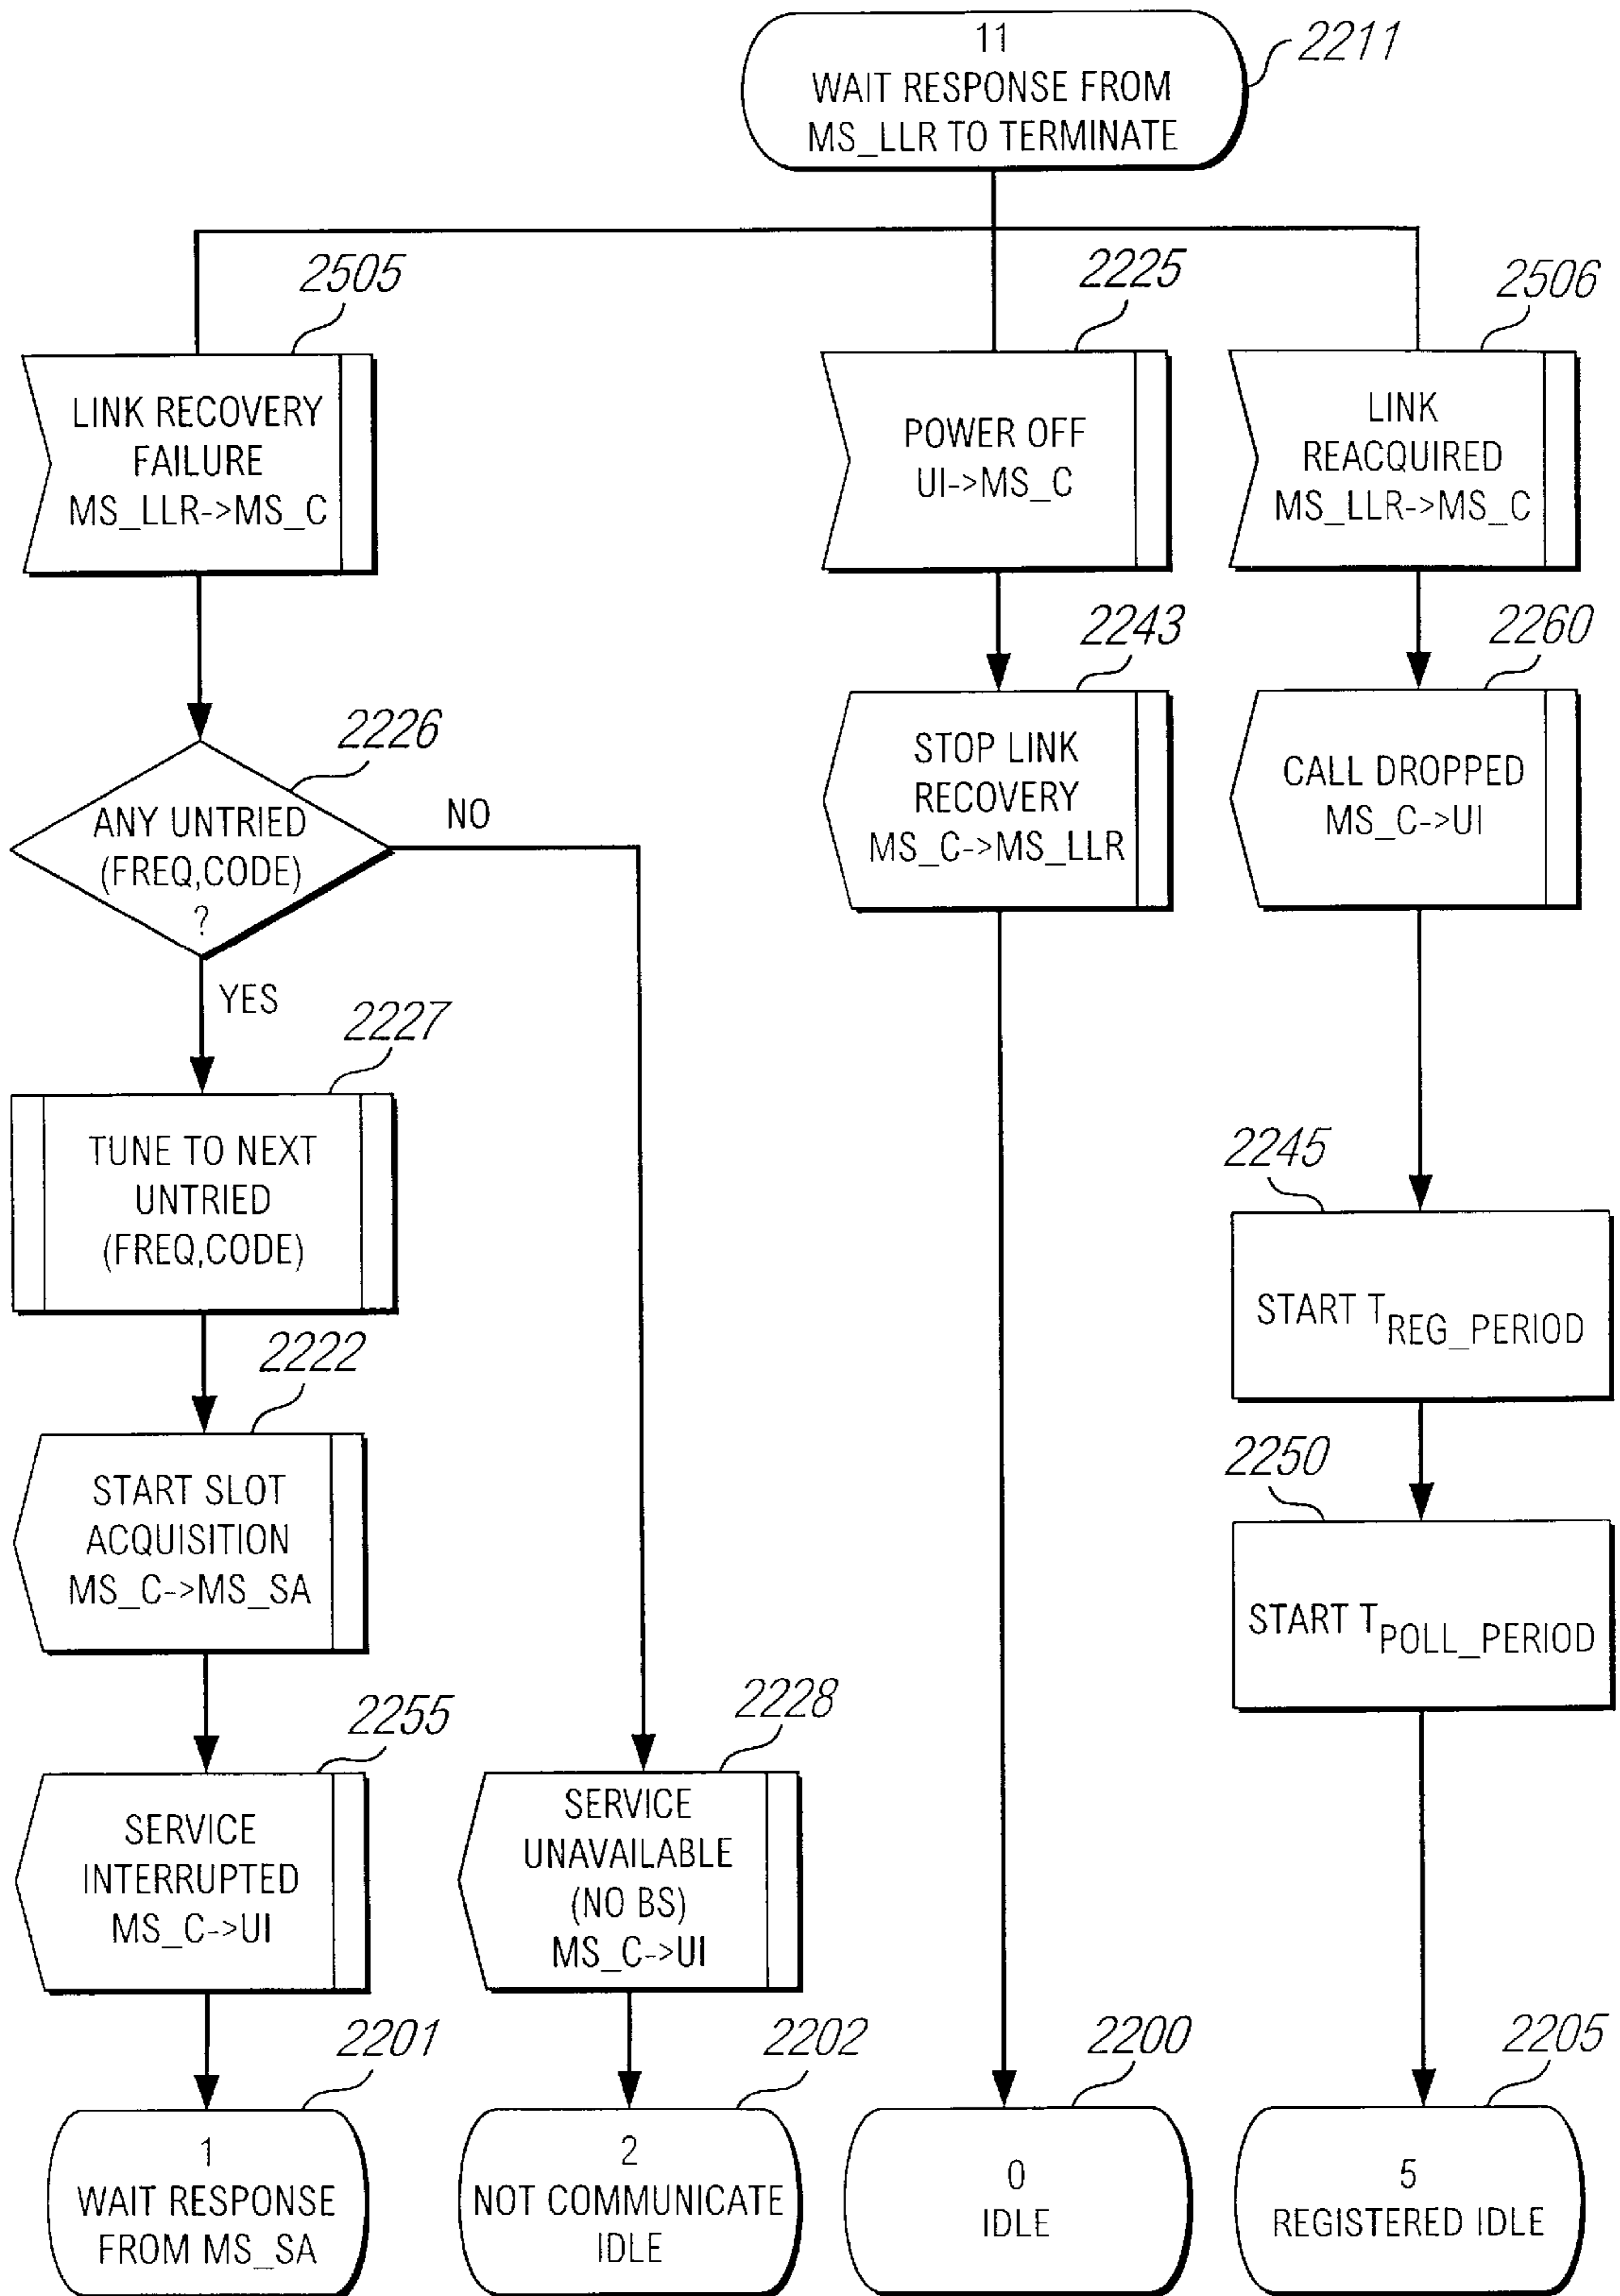 11
WAIT RESPONSE FROM
MS_LLR TO TERMINATE
2211
2505
LINK RECOVERY
FAILURE
MS_LLR->MS_C
2225
POWER OFF
UI->MS_C
2506
LINK
REACQUIRED
MS_LLR->MS_C
2226
ANY UNTRIED
(FREQ,CODE)
?
NO
YES
2243
STOP LINK
RECOVERY
MS_C->MS_LLR
2260
CALL DROPPED
MS_C->UI
2227
TUNE TO NEXT
UNTRIED
(FREQ,CODE)
2245
START TREG_PERIOD
2222
START SLOT
ACQUISITION
MS_C->MS_SA
2250
START TPOLL_PERIOD
2255
SERVICE
INTERRUPTED
MS_C->UI
2228
SERVICE
UNAVAILABLE
(NO BS)
MS_C->UI
2201
1
WAIT RESPONSE
FROM MS_SA
2202
2
NOT COMMUNICATE
IDLE
2200
0
IDLE
2205
5
REGISTERED IDLE